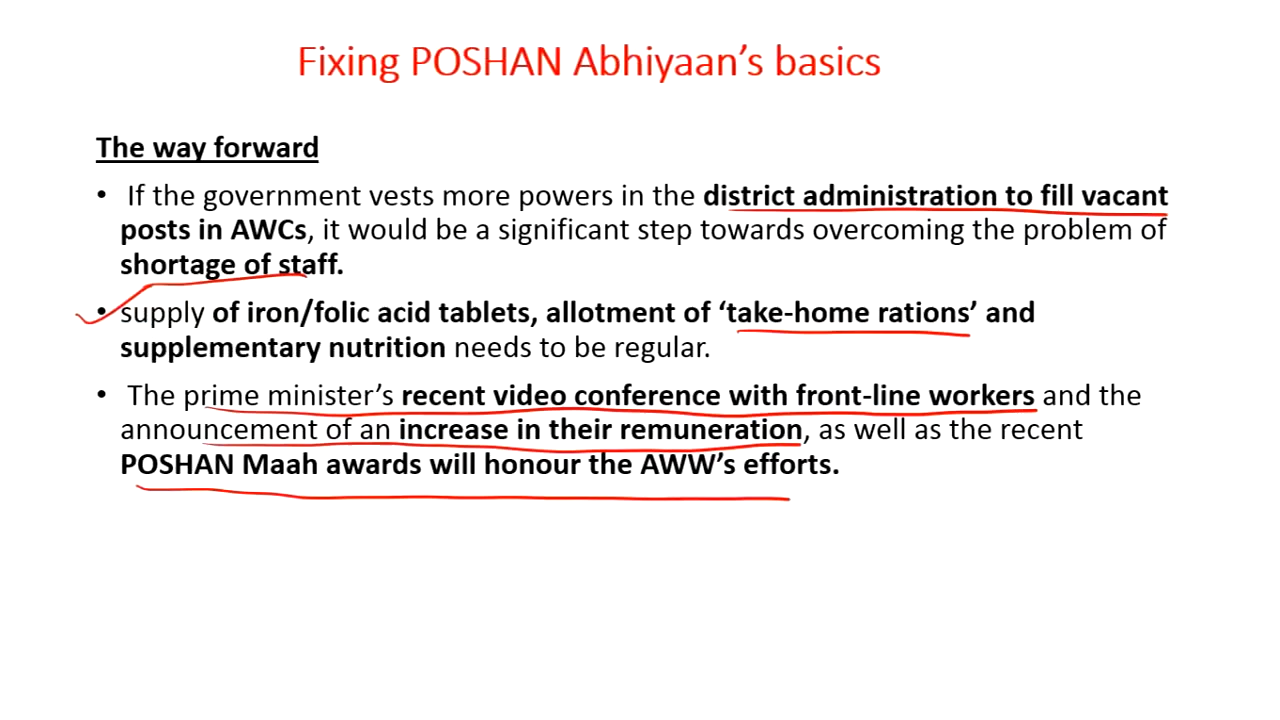 Fixing POSHAN Abhiyaan's basics
The way forward
• If the government vests more powers in the district administration to fill vacant
posts in AWCs, it would be a significant step towards overcoming the problem of
shortage of staff.
• supply of iron/folic acid tablets, allotment of ‘take-home rations’ and
supplementary nutrition needs to be regular.
• The prime minister’s recent video conference with front-line workers and the
announcement of an increase in their remuneration, as well as the recent
POSHAN Maah awards will honour the AWW’s efforts.